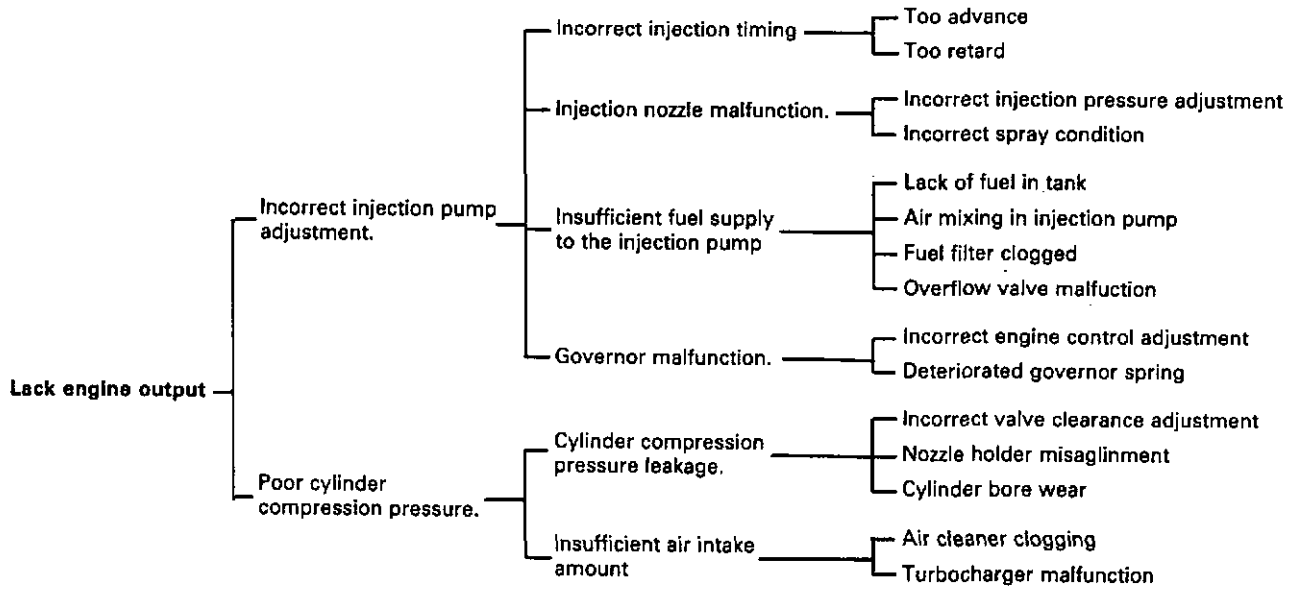 Lack engine output
Incorrect injection pump
adjustment.
Incorrect injection timing
Too advance
Too retard
Injection nozzle malfunction.
Incorrect injection pressure adjustment
Incorrect spray condition
Insufficient fuel supply
to the injection pump
Lack of fuel in tank
Air mixing in injection pump
Fuel filter clogged
Overflow valve malfuction
Governor malfunction.
Incorrect engine control adjustment
Deteriorated governor spring
Poor cylinder
compression pressure.
Cylinder compression
pressure leakage.
Incorrect valve clearance adjustment
Nozzle holder misaglinment
Cylinder bore wear
Insufficient air intake
amount
Air cleaner clogging
Turbocharger malfunction